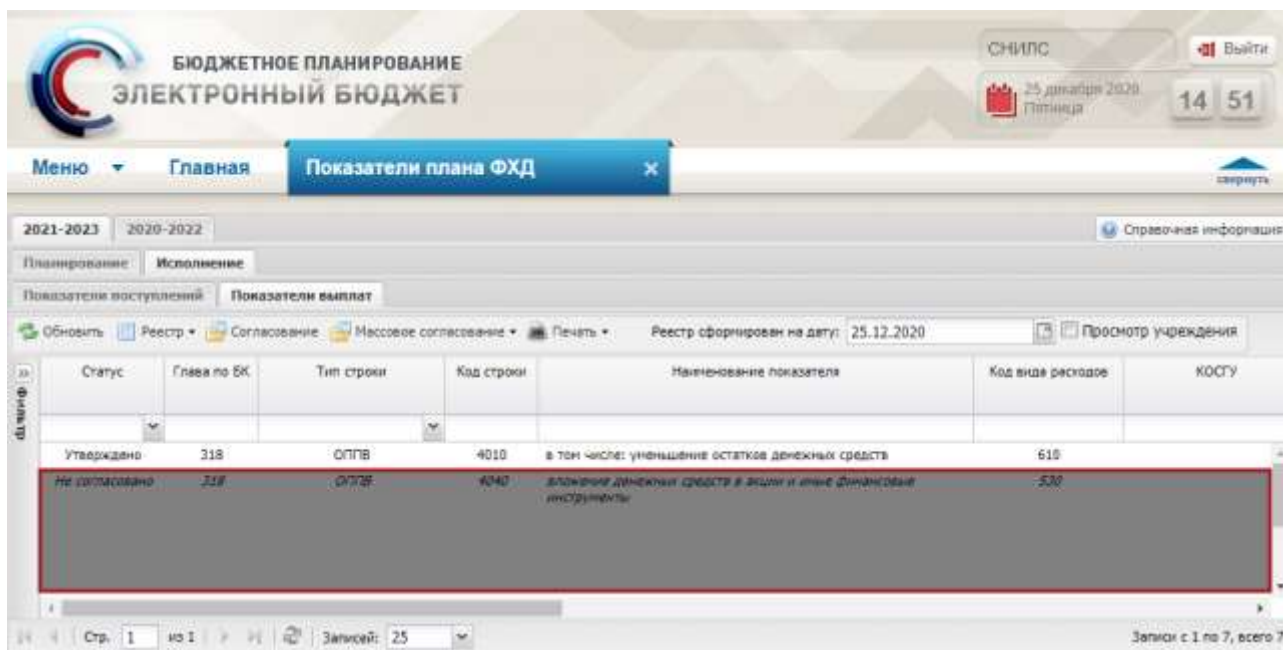 БЮДЖЕТНОЕ ПЛАНИРОВАНИЕ
ЭЛЕКТРОННЫЙ БЮДЖЕТ
СНИЛС
Выйти
25 декабря 2020
Пятница
14 51
Меню Главная Показатели плана ФХД
свернуть
2021-2023 2020-2022 Справочная информация
Планирование Исполнение
Показатели поступлений Показатели выплат
Обновить Реестр Согласование Массовое согласование Печать Реестр сформирован на дату: 25.12.2020 Просмотр учреждения
Фильтр
Статус Глава по БК Тип строки Код строки Наименование показателя Код вида расходов КОСГУ
Утверждено 318 ОППВ 4010 в том числе: уменьшение остатков денежных средств 610
Не согласовано 318 ОППВ 4040 вложение денежных средств в акции и иные финансовые
инструменты 530
Стр. 1 из 1 Записей: 25 Записи с 1 по 7, всего 7